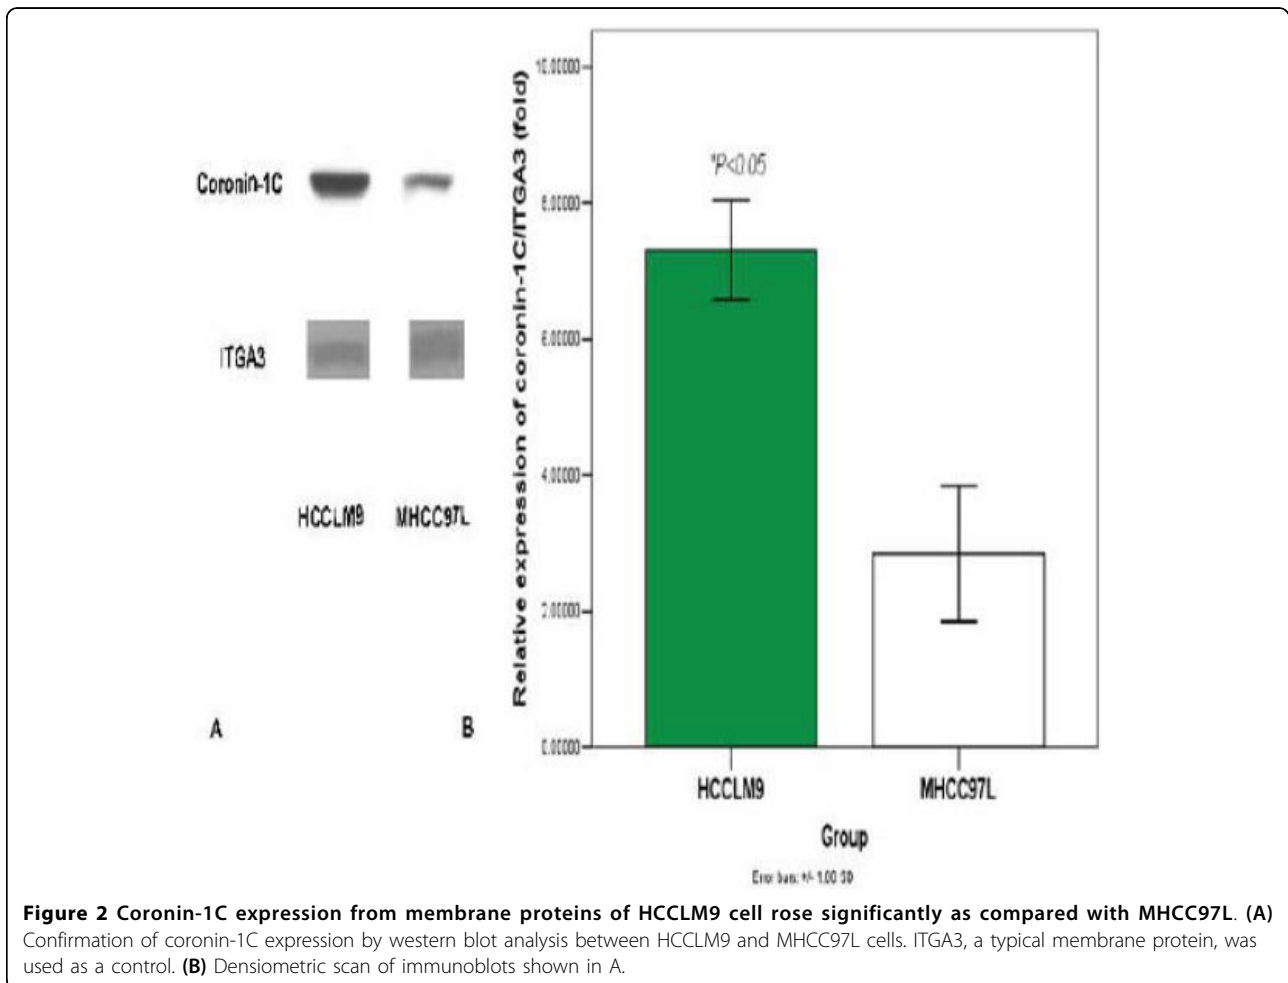 Coronin-1C
ITGA3
HCCLM9 MHCC97L
A
B
Relative expression of coronin-1C/ITGA3 (fold)
10.00000
8.00000
6.00000
4.00000
2.00000
0.00000
*P<0.05
HCCLM9 MHCC97L
Group
Error bars: +/- 1.00 SD
Figure 2 Coronin-1C expression from membrane proteins of HCCLM9 cell rose significantly as compared with MHCC97L. (A)
Confirmation of coronin-1C expression by western blot analysis between HCCLM9 and MHCC97L cells. ITGA3, a typical membrane protein, was
used as a control. (B) Densiometric scan of immunoblots shown in A.